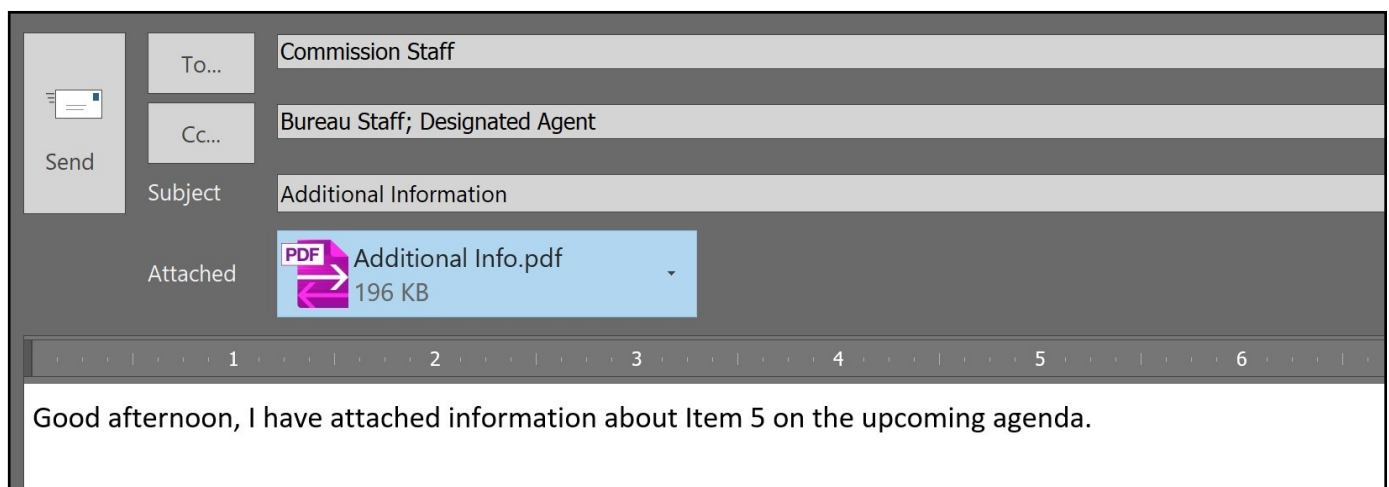 To...
Commission Staff
Cc...
Bureau Staff; Designated Agent
Send
Subject
Additional Information
Attached
PDF
Additional Info.pdf
196 KB
1 2 3 4 5 6
Good afternoon, I have attached information about Item 5 on the upcoming agenda.